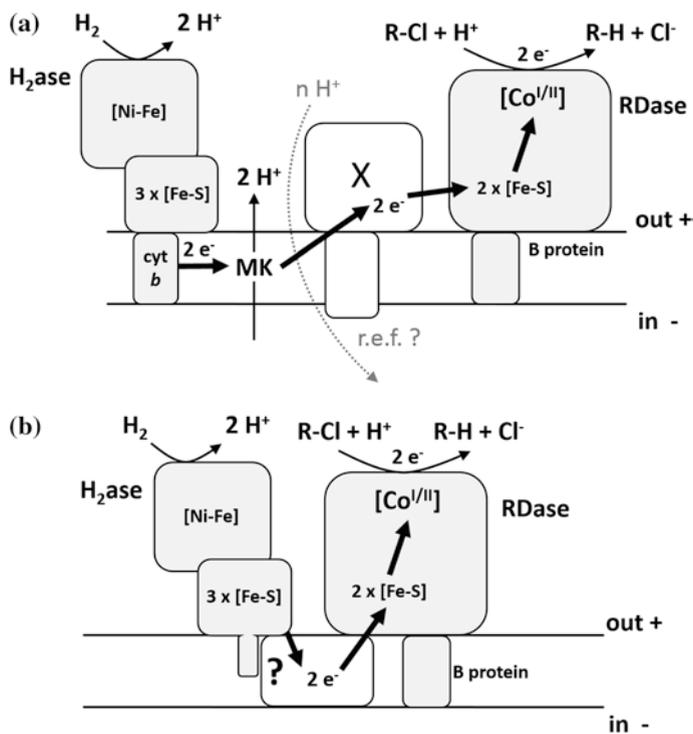 (a)
H₂ 2 H⁺ R-Cl + H⁺ R-H + Cl⁻
2 e⁻
H₂ase n H⁺ [Coᴵ/ᴵᴵ] RDase
[Ni-Fe]
X
3 x [Fe-S] 2 H⁺ 2 e⁻ 2 x [Fe-S]
out +
cyt b 2 e⁻ MK B protein
in -
r.e.f. ?
(b)
H₂ 2 H⁺ R-Cl + H⁺ R-H + Cl⁻
2 e⁻
H₂ase [Coᴵ/ᴵᴵ] RDase
[Ni-Fe]
3 x [Fe-S] 2 x [Fe-S]
out +
? 2 e⁻ B protein
in -